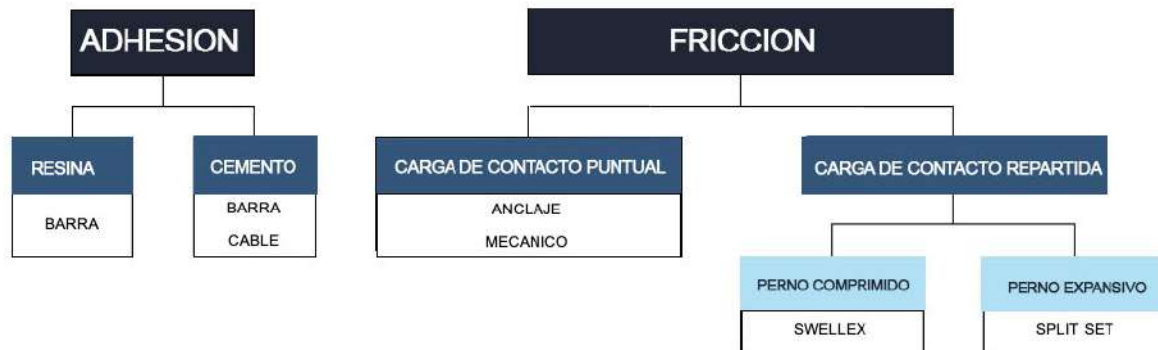 ADHESION
FRICCION
RESINA
BARRA
CEMENTO
BARRA
CABLE
CARGA DE CONTACTO PUNTUAL
ANCLAJE
MECANICO
CARGA DE CONTACTO REPARTIDA
PERNO COMPRIMIDO
SWELLEX
PERNO EXPANSIVO
SPLIT SET